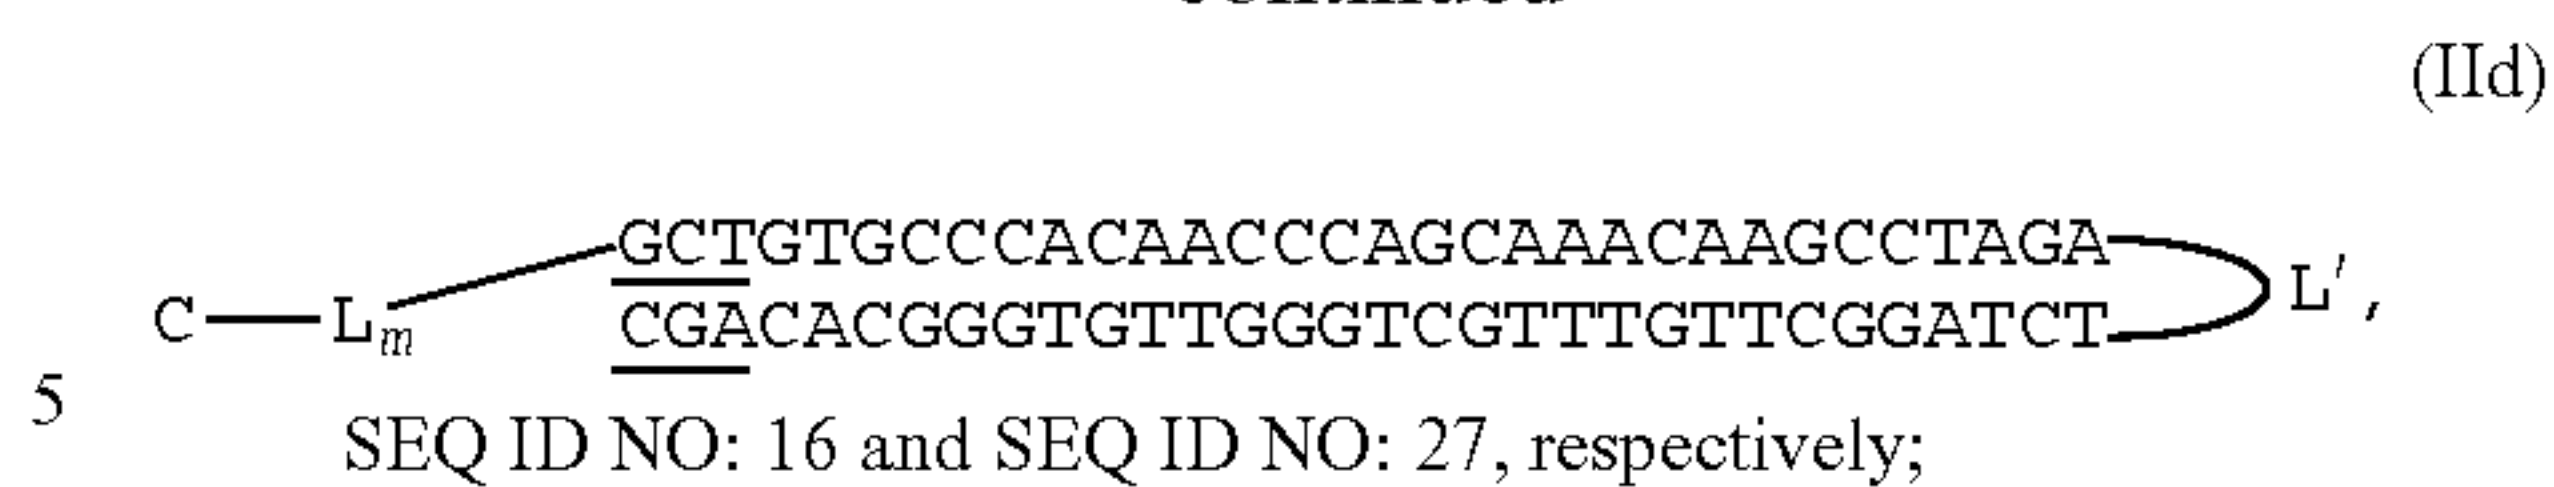 (IId)
GCTGTGCCCACAACCCAGCAAACAAGCCTAGA
C—Lm L′,
CGACACGGGTGTTGGGTCGTTTGTTCGGATCT
5
SEQ ID NO: 16 and SEQ ID NO: 27, respectively;